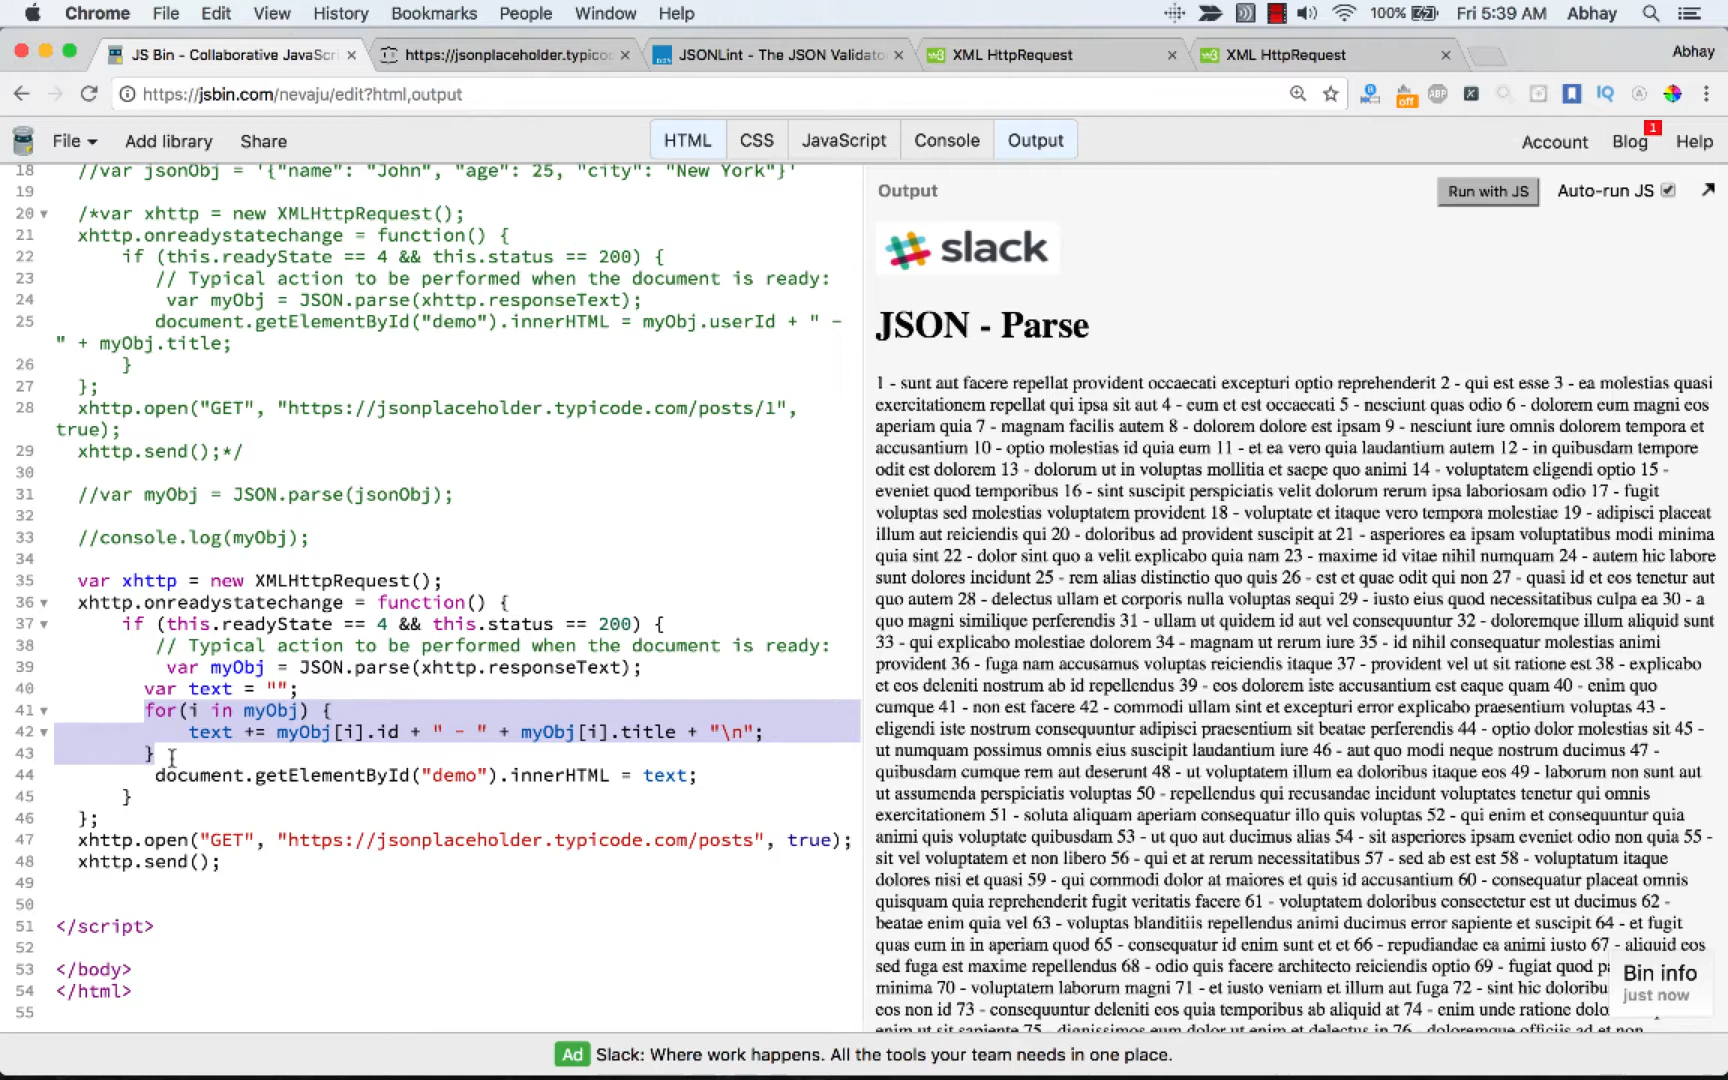 Chrome File Edit View History Bookmarks People Window Help 100% Fri 5:39 AM Abhay
JS Bin - Collaborative JavaScri https://jsonplaceholder.typico JSONLint - The JSON Validato XML HttpRequest XML HttpRequest Abhay
https://jsbin.com/nevaju/edit?html,output
off ABP IQ
File Add library Share HTML CSS JavaScript Console Output Account Blog 1 Help
18 //var jsonObj = '{"name": "John", "age": 25, "city": "New York"}'
19
20 /*var xhttp = new XMLHttpRequest();
21 xhttp.onreadystatechange = function() {
22 if (this.readyState == 4 && this.status == 200) {
23 // Typical action to be performed when the document is ready:
24 var myObj = JSON.parse(xhttp.responseText);
25 document.getElementById("demo").innerHTML = myObj.userId + " -
" + myObj.title;
26 }
27 };
28 xhttp.open("GET", "https://jsonplaceholder.typicode.com/posts/1",
true);
29 xhttp.send();*/
30
31 //var myObj = JSON.parse(jsonObj);
32
33 //console.log(myObj);
34
35 var xhttp = new XMLHttpRequest();
36 xhttp.onreadystatechange = function() {
37 if (this.readyState == 4 && this.status == 200) {
38 // Typical action to be performed when the document is ready:
39 var myObj = JSON.parse(xhttp.responseText);
40 var text = "";
41 for(i in myObj) {
42 text += myObj[i].id + " - " + myObj[i].title + "\n";
43 }
44 document.getElementById("demo").innerHTML = text;
45 }
46 };
47 xhttp.open("GET", "https://jsonplaceholder.typicode.com/posts", true);
48 xhttp.send();
49
50
51 </script>
52
53 </body>
54 </html>
55
Output Run with JS Auto-run JS
slack
JSON - Parse
1 - sunt aut facere repellat provident occaecati excepturi optio reprehenderit 2 - qui est esse 3 - ea molestias quasi
exercitationem repellat qui ipsa sit aut 4 - eum et est occaecati 5 - nesciunt quas odio 6 - dolorem eum magni eos
aperiam quia 7 - magnam facilis autem 8 - dolorem dolore est ipsam 9 - nesciunt iure omnis dolorem tempora et
accusantium 10 - optio molestias id quia eum 11 - et ea vero quia laudantium autem 12 - in quibusdam tempore
odit est dolorem 13 - dolorum ut in voluptas mollitia et saepe quo animi 14 - voluptatem eligendi optio 15 -
eveniet quod temporibus 16 - sint suscipit perspiciatis velit dolorum rerum ipsa laboriosam odio 17 - fugit
voluptas sed molestias voluptatem provident 18 - voluptate et itaque vero tempora molestiae 19 - adipisci placeat
illum aut reiciendis qui 20 - doloribus ad provident suscipit at 21 - asperiores ea ipsam voluptatibus modi minima
quia sint 22 - dolor sint quo a velit explicabo quia nam 23 - maxime id vitae nihil numquam 24 - autem hic labore
sunt dolores incidunt 25 - rem alias distinctio quo quis 26 - est et quae odit qui non 27 - quasi id et eos tenetur aut
quo autem 28 - delectus ullam et corporis nulla voluptas sequi 29 - iusto eius quod necessitatibus culpa ea 30 - a
quo magni similique perferendis 31 - ullam ut quidem id aut vel consequuntur 32 - doloremque illum aliquid sunt
33 - qui explicabo molestiae dolorem 34 - magnam ut rerum iure 35 - id nihil consequatur molestias animi
provident 36 - fuga nam accusamus voluptas reiciendis itaque 37 - provident vel ut sit ratione est 38 - explicabo
et eos deleniti nostrum ab id repellendus 39 - eos dolorem iste accusantium est eaque quam 40 - enim quo
cumque 41 - non est facere 42 - commodi ullam sint et excepturi error explicabo praesentium voluptas 43 -
eligendi iste nostrum consequuntur adipisci praesentium sit beatae perferendis 44 - optio dolor molestias sit 45 -
ut numquam possimus omnis eius suscipit laudantium iure 46 - aut quo modi neque nostrum ducimus 47 -
quibusdam cumque rem aut deserunt 48 - ut voluptatem illum ea doloribus itaque eos 49 - laborum non sunt aut
ut assumenda perspiciatis voluptas 50 - repellendus qui recusandae incidunt voluptates tenetur qui omnis
exercitationem 51 - soluta aliquam aperiam consequatur illo quis voluptas 52 - qui enim et consequuntur quia
animi quis voluptate quibusdam 53 - ut quo aut ducimus alias 54 - sit asperiores ipsam eveniet odio non quia 55 -
sit vel voluptatem et non libero 56 - qui et at rerum necessitatibus 57 - sed ab est est 58 - voluptatum itaque
dolores nisi et quasi 59 - qui commodi dolor at maiores et quis id accusantium 60 - consequatur placeat omnis
quisquam quia reprehenderit fugit veritatis facere 61 - voluptatem doloribus consectetur est ut ducimus 62 -
beatae enim quia vel 63 - voluptas blanditiis repellendus animi ducimus error sapiente et suscipit 64 - et fugit
quas eum in in aperiam quod 65 - consequatur id enim sunt et et 66 - repudiandae ea animi iusto 67 - aliquid eos
sed fuga est maxime repellendus 68 - odio quis facere architecto reiciendis optio 69 - fugiat quod p
minima 70 - voluptatem laborum magni 71 - et iusto veniam et illum aut fuga 72 - sint hic doloribu
eos non id 73 - consequuntur deleniti eos quia temporibus ab aliquid at 74 - enim unde ratione dolo
enim ut sit sapiente 75 - dignissimos eum dolor ut enim et delectus in 76 - doloremque officiis ad et non
Bin info
just now
Ad Slack: Where work happens. All the tools your team needs in one place.